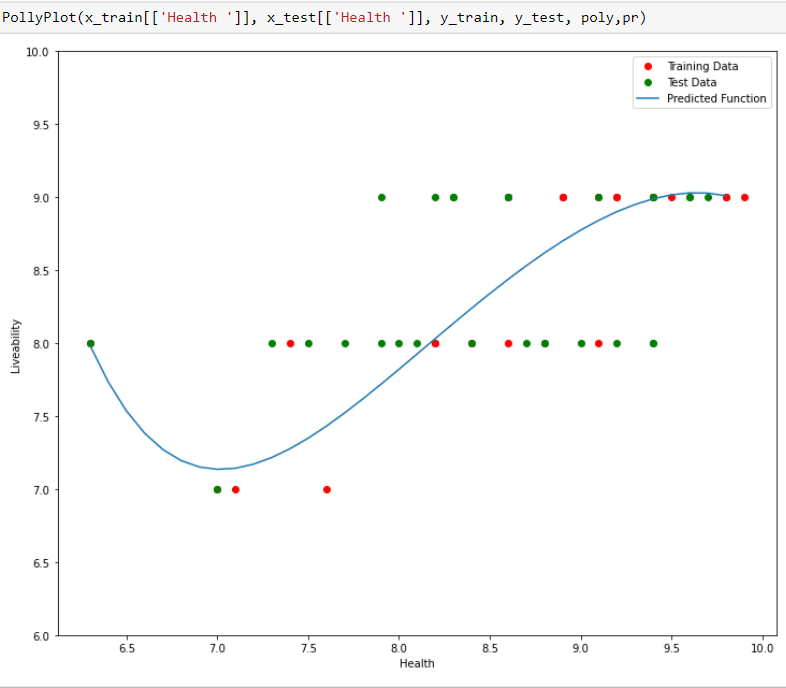 PollyPlot(x_train[['Health ']], x_test[['Health ']], y_train, y_test, poly,pr)
10.0
Training Data
Test Data
Predicted Function
9.5
9.0
8.5
8.0
Liveability
7.5
7.0
6.5
6.0
6.5 7.0 7.5 8.0 8.5 9.0 9.5 10.0
Health